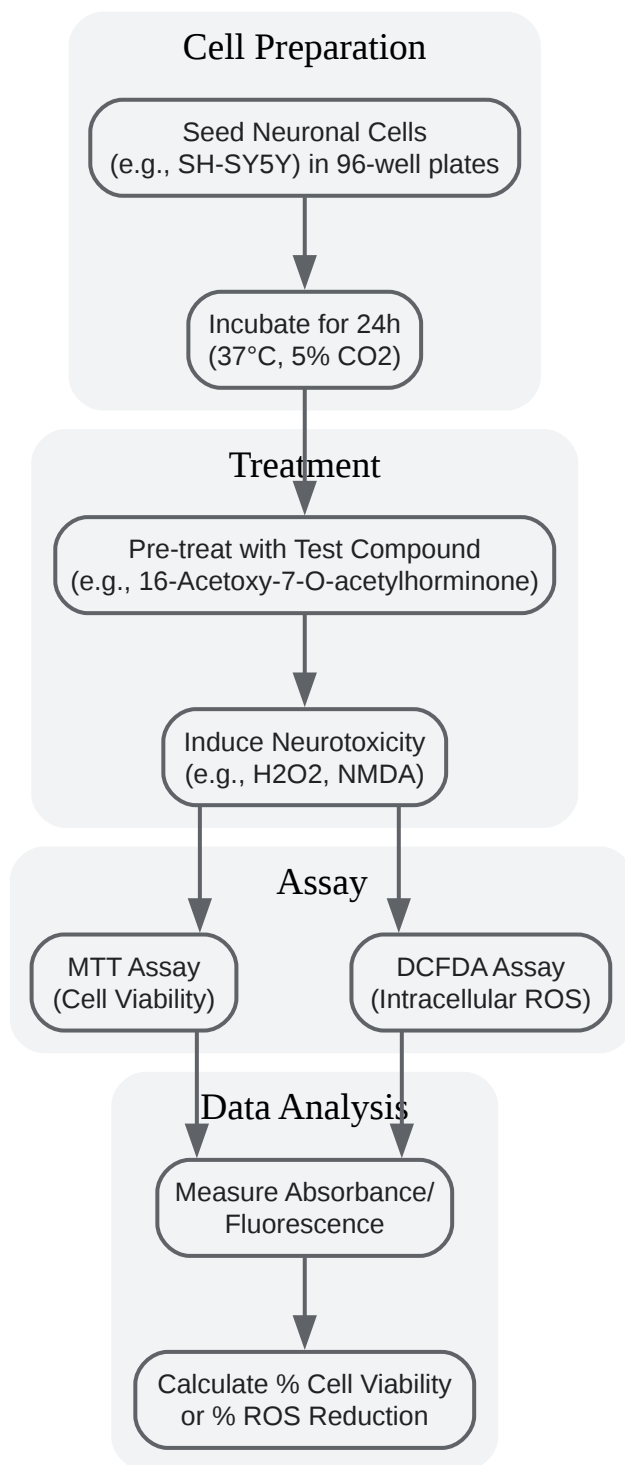 Cell Preparation
Seed Neuronal Cells
(e.g., SH-SY5Y) in 96-well plates
Incubate for 24h
(37°C, 5% CO2)
Treatment
Pre-treat with Test Compound
(e.g., 16-Acetoxy-7-O-acetylhorminone)
Induce Neurotoxicity
(e.g., H2O2, NMDA)
Assay
MTT Assay
(Cell Viability)
DCFDA Assay
(Intracellular ROS)
Data Analysis
Measure Absorbance/
Fluorescence
Calculate % Cell Viability
or % ROS Reduction